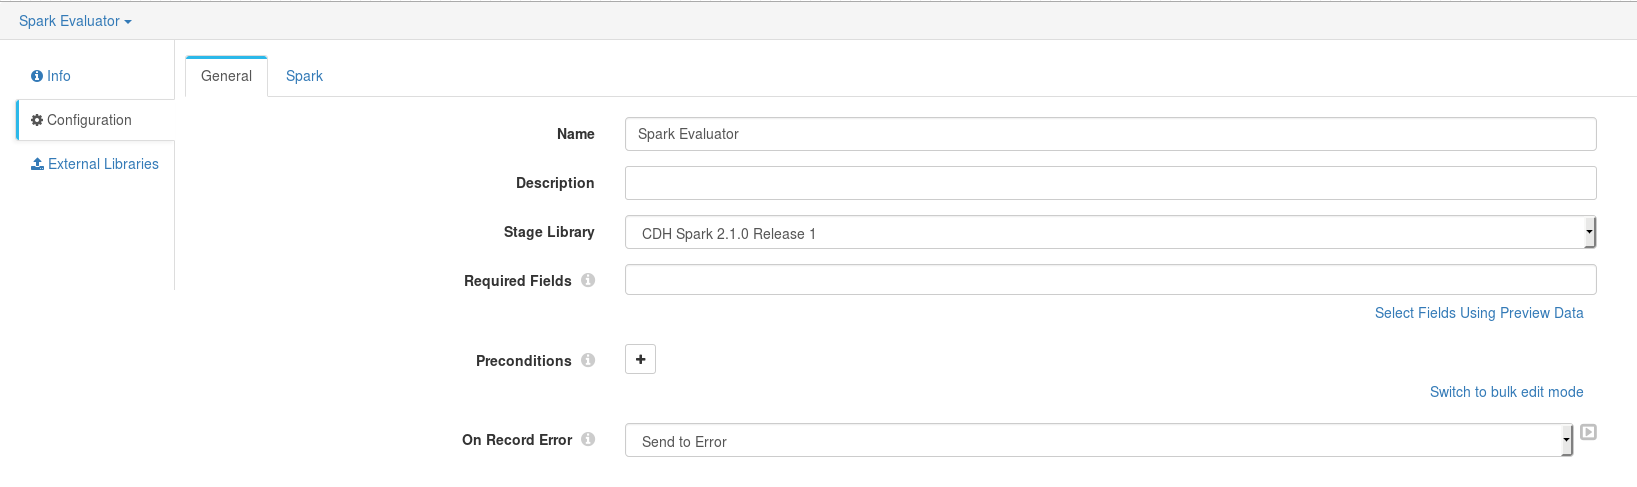 Spark Evaluator
Info
Configuration
External Libraries
General Spark
Name Spark Evaluator
Description
Stage Library CDH Spark 2.1.0 Release 1
Required Fields
Select Fields Using Preview Data
Preconditions
Switch to bulk edit mode
On Record Error Send to Error